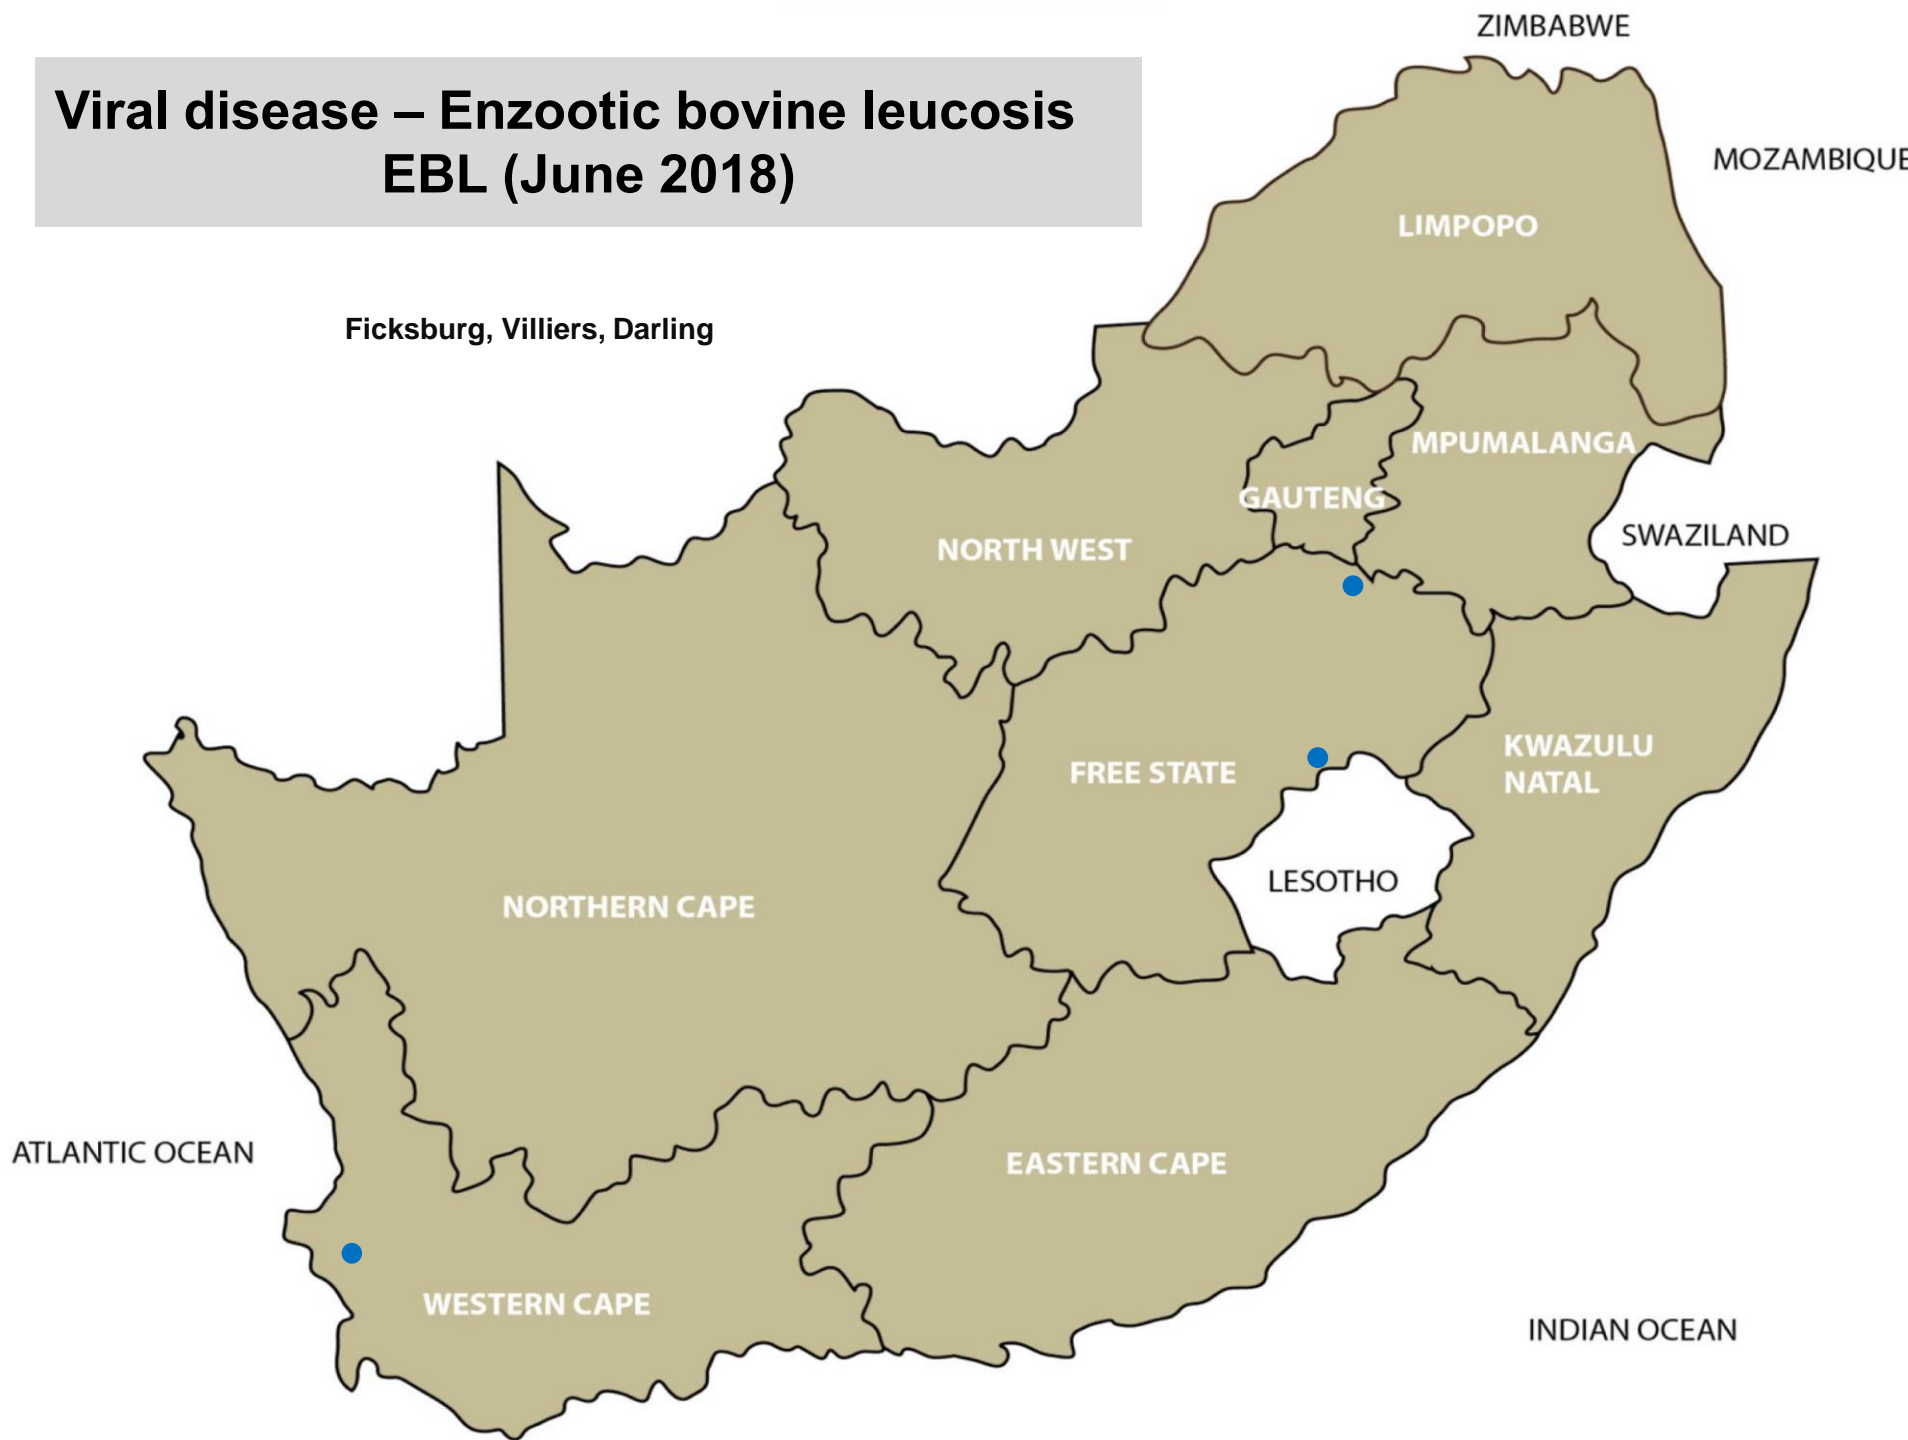 ZIMBABWE
Viral disease – Enzootic bovine leucosis
EBL (June 2018)
MOZAMBIQUE
LIMPOPO
Ficksburg, Villiers, Darling
MPUMALANGA
GAUTENG
SWAZILAND
NORTH WEST
KWAZULU
NATAL
FREE STATE
LESOTHO
NORTHERN CAPE
ATLANTIC OCEAN
EASTERN CAPE
WESTERN CAPE
INDIAN OCEAN